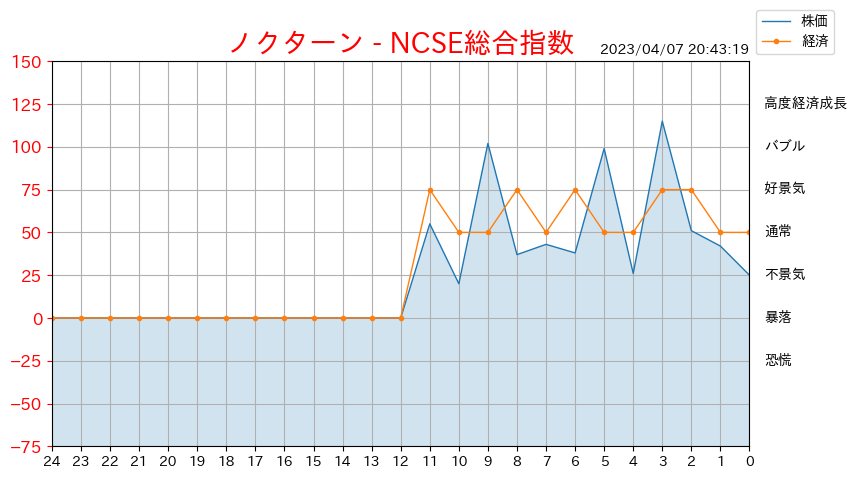 ノクターン - NCSE総合指数
2023/04/07 20:43:19
株価
経済
150
125
100
75
50
25
0
−25
−50
−75
高度経済成長
バブル
好景気
通常
不景気
暴落
恐慌
24 23 22 21 20 19 18 17 16 15 14 13 12 11 10 9 8 7 6 5 4 3 2 1 0